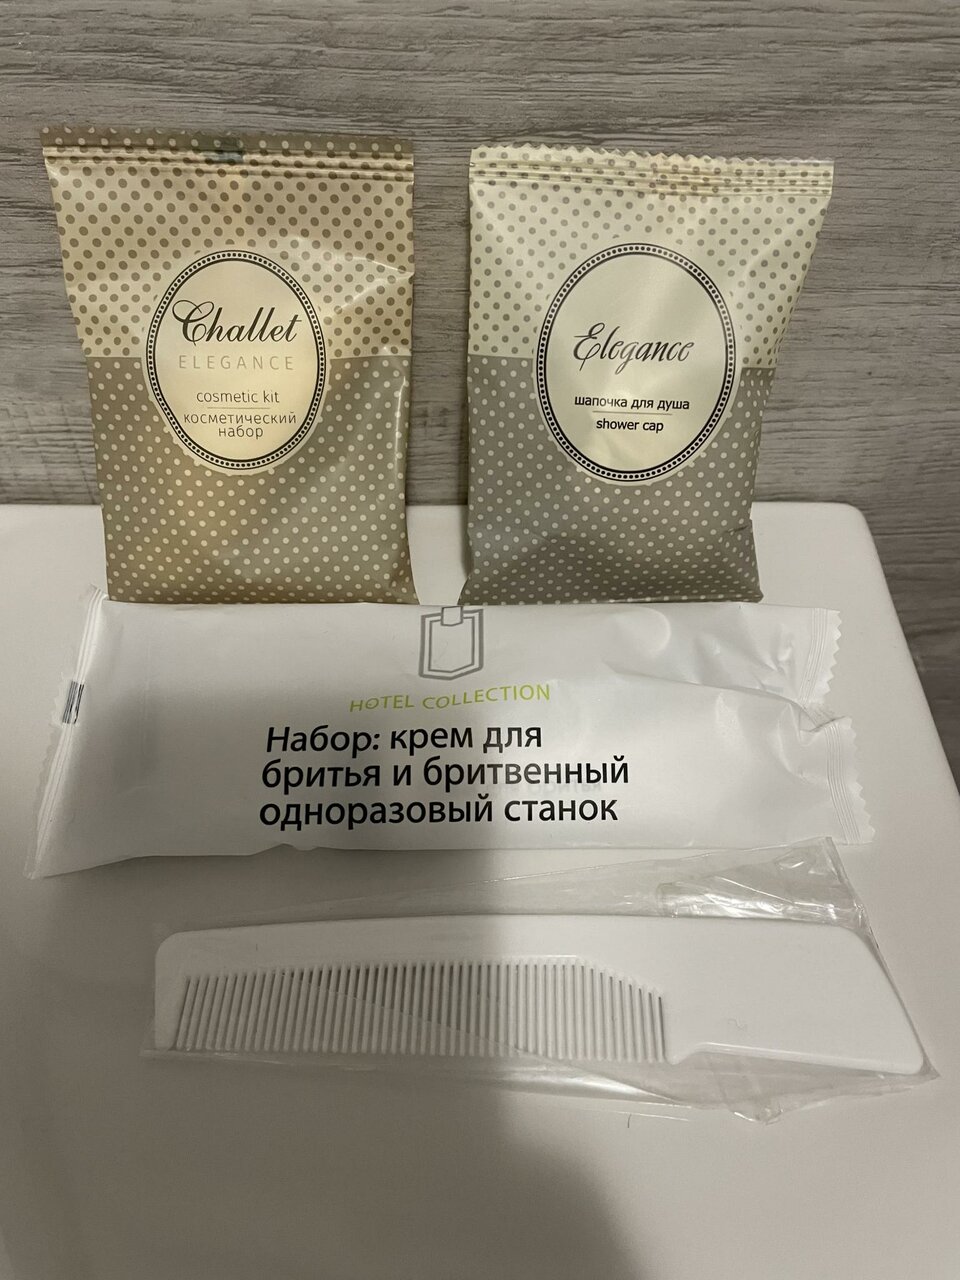 Challet
ELEGANCE
cosmetic kit
косметический
набор
Elegance
шапочка для душа
shower cap
HOTEL COLLECTION
Набор: крем для
бритья и бритвенный
одноразовый станок